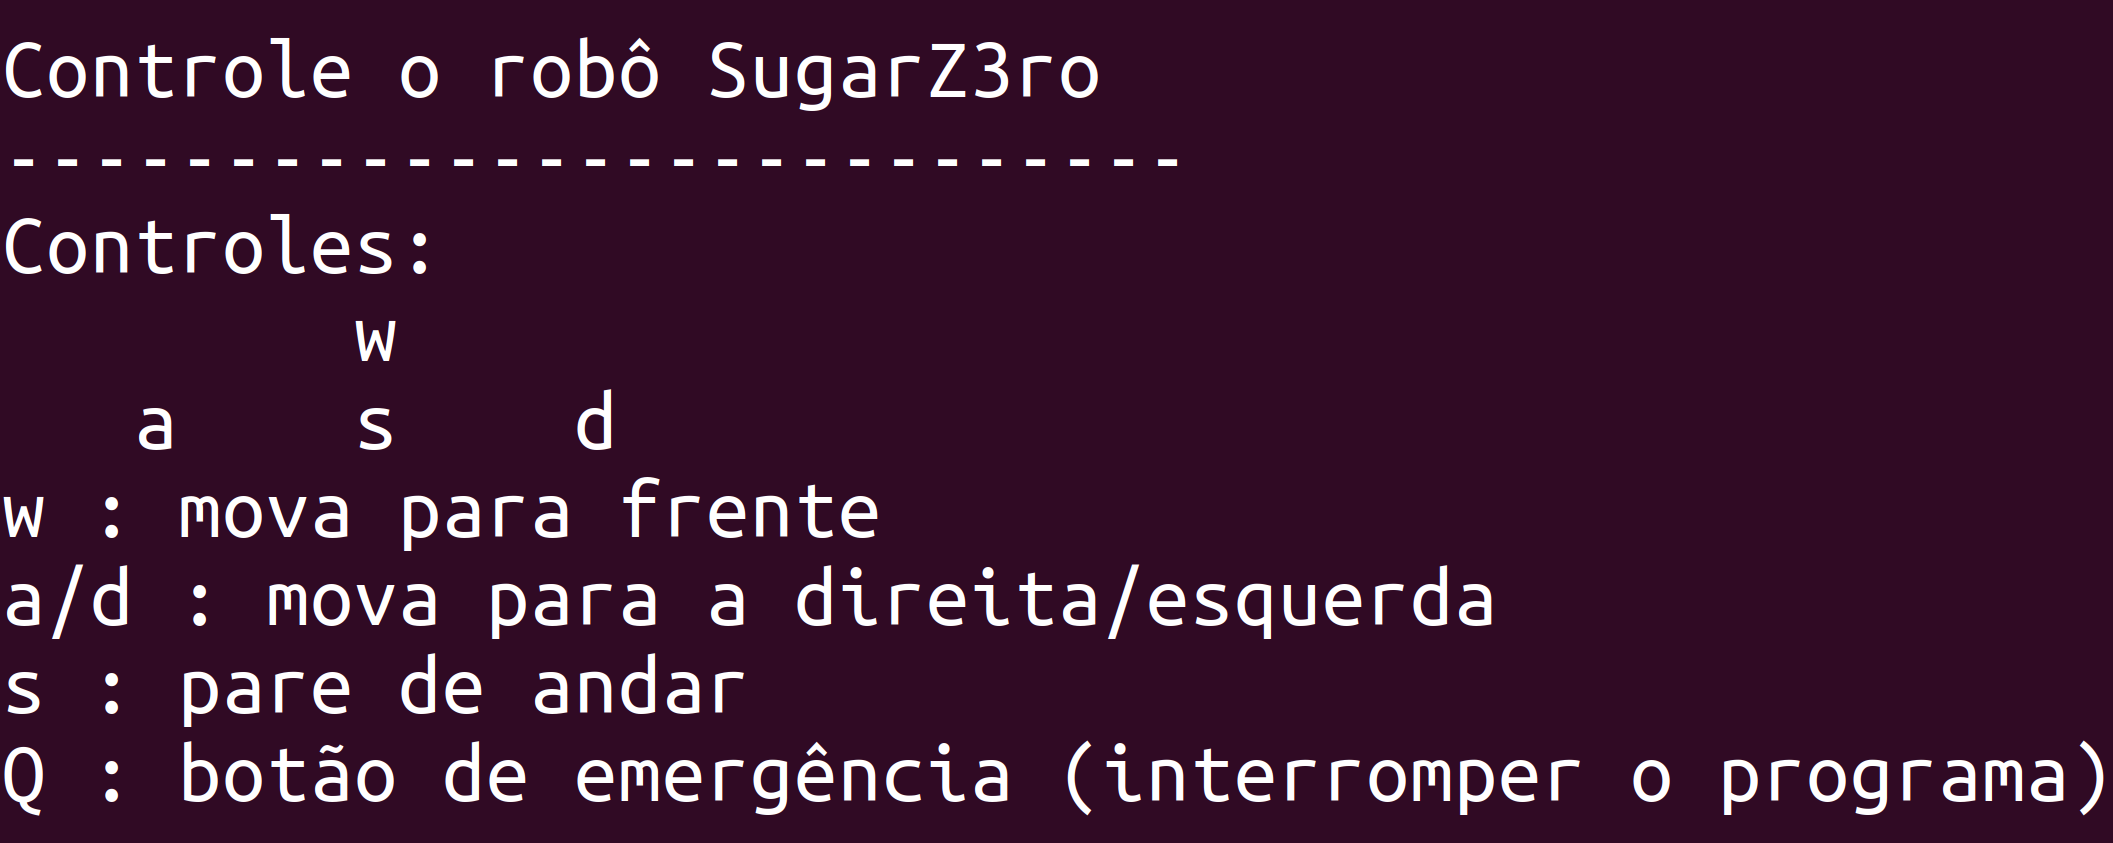 Controle o robô SugarZ3ro
---------------------------
Controles:
        w
   a    s    d
w : mova para frente
a/d : mova para a direita/esquerda
s : pare de andar
Q : botão de emergência (interromper o programa)